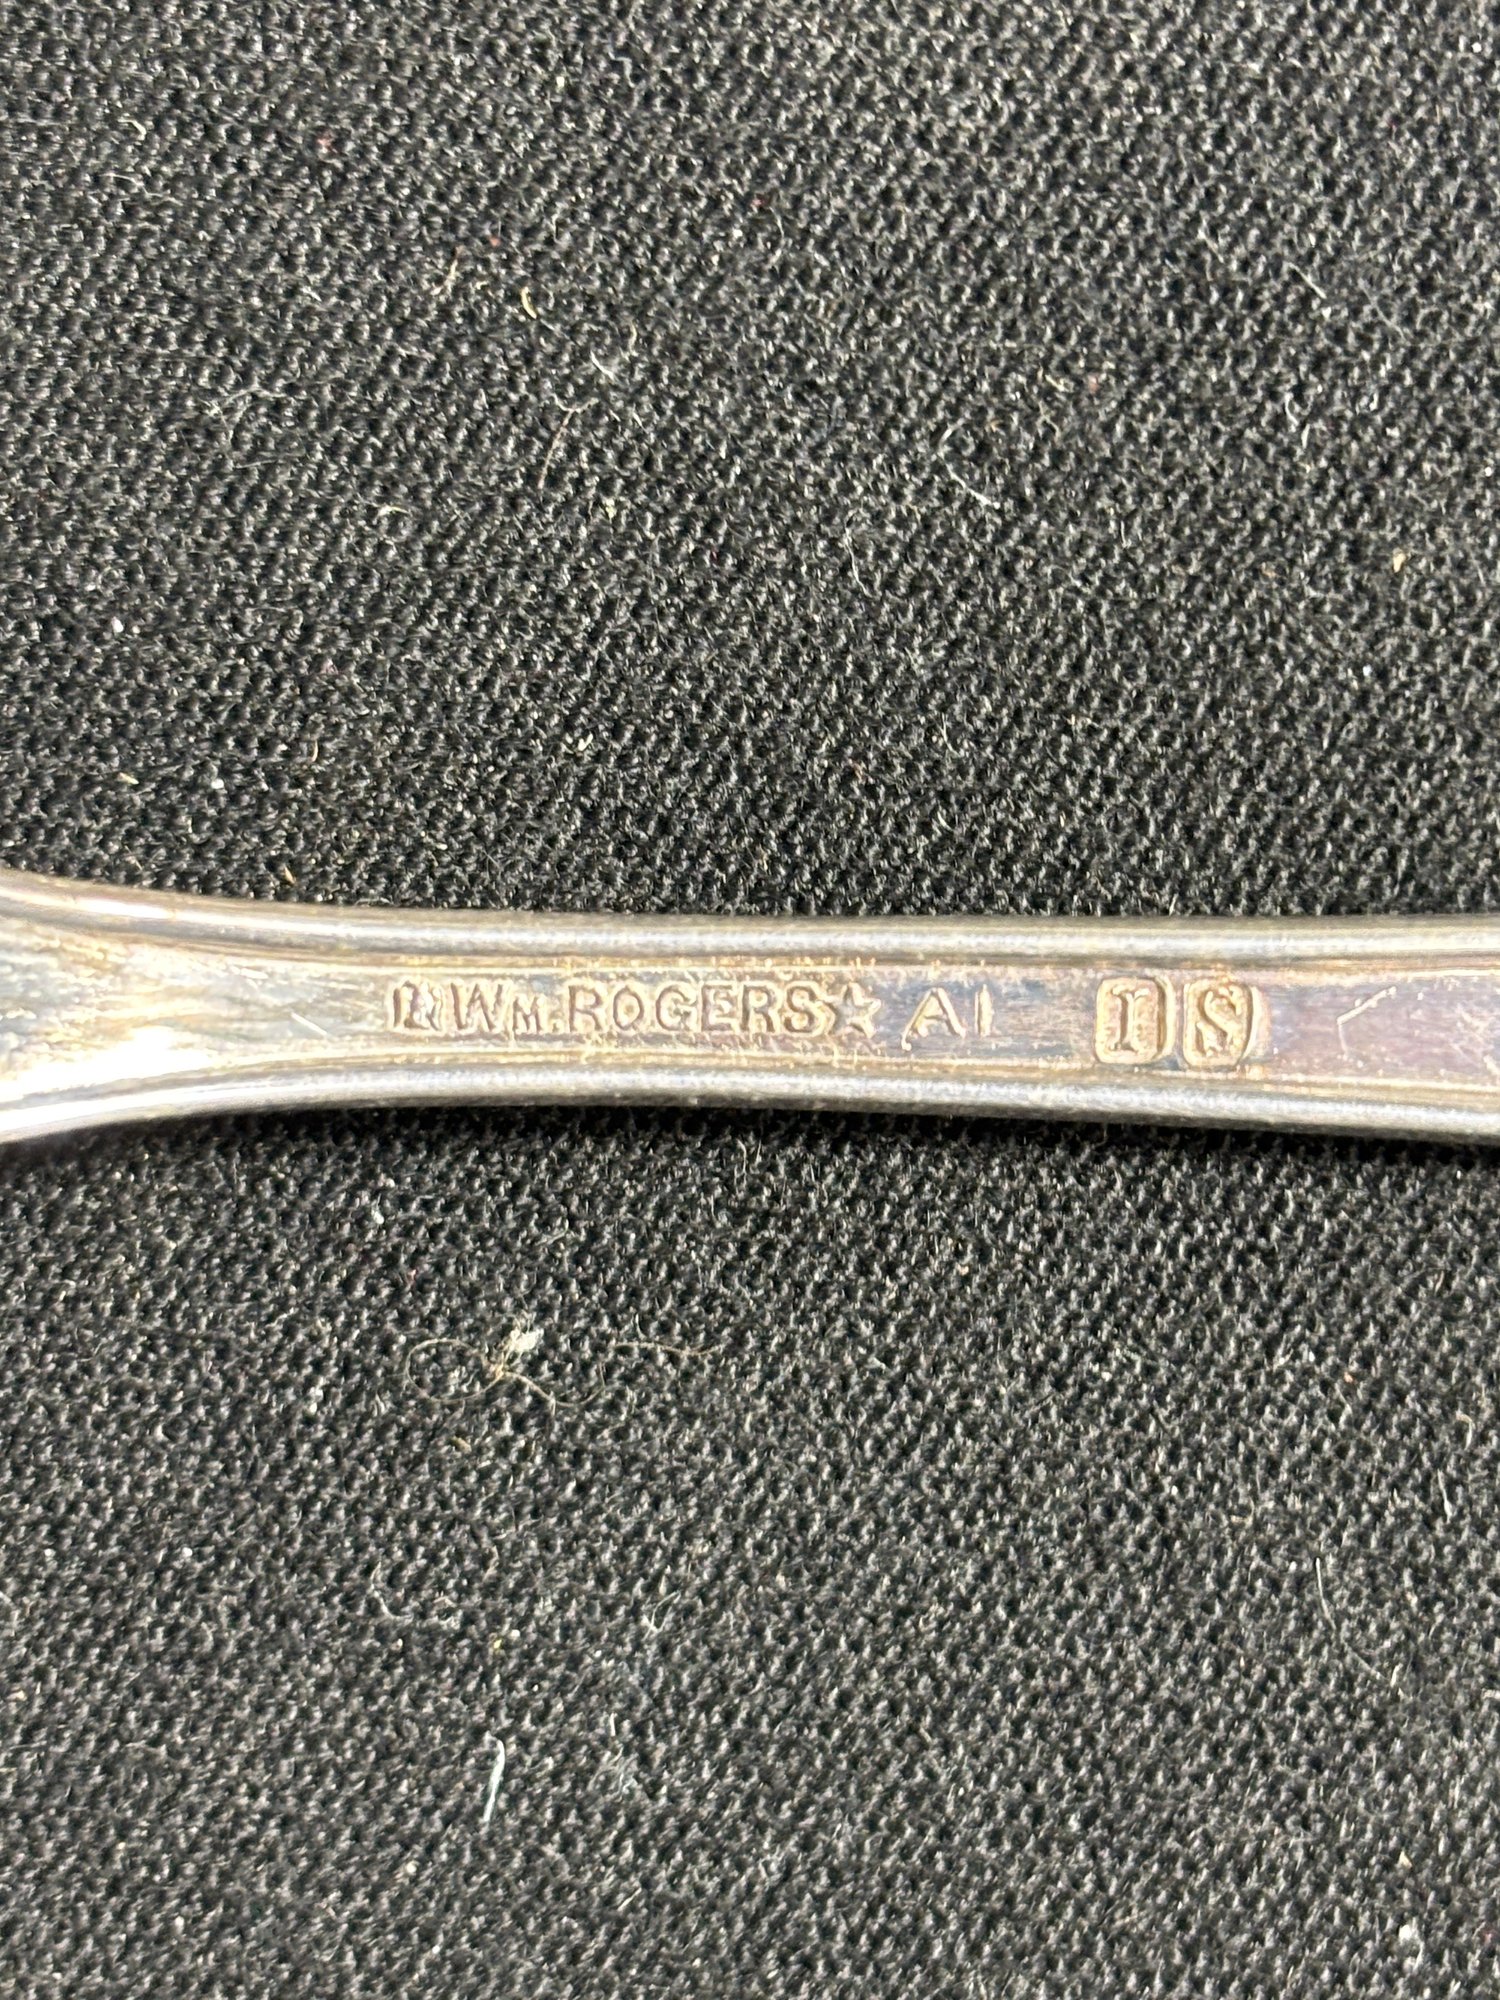 WM. ROGERS ★ A1 I S